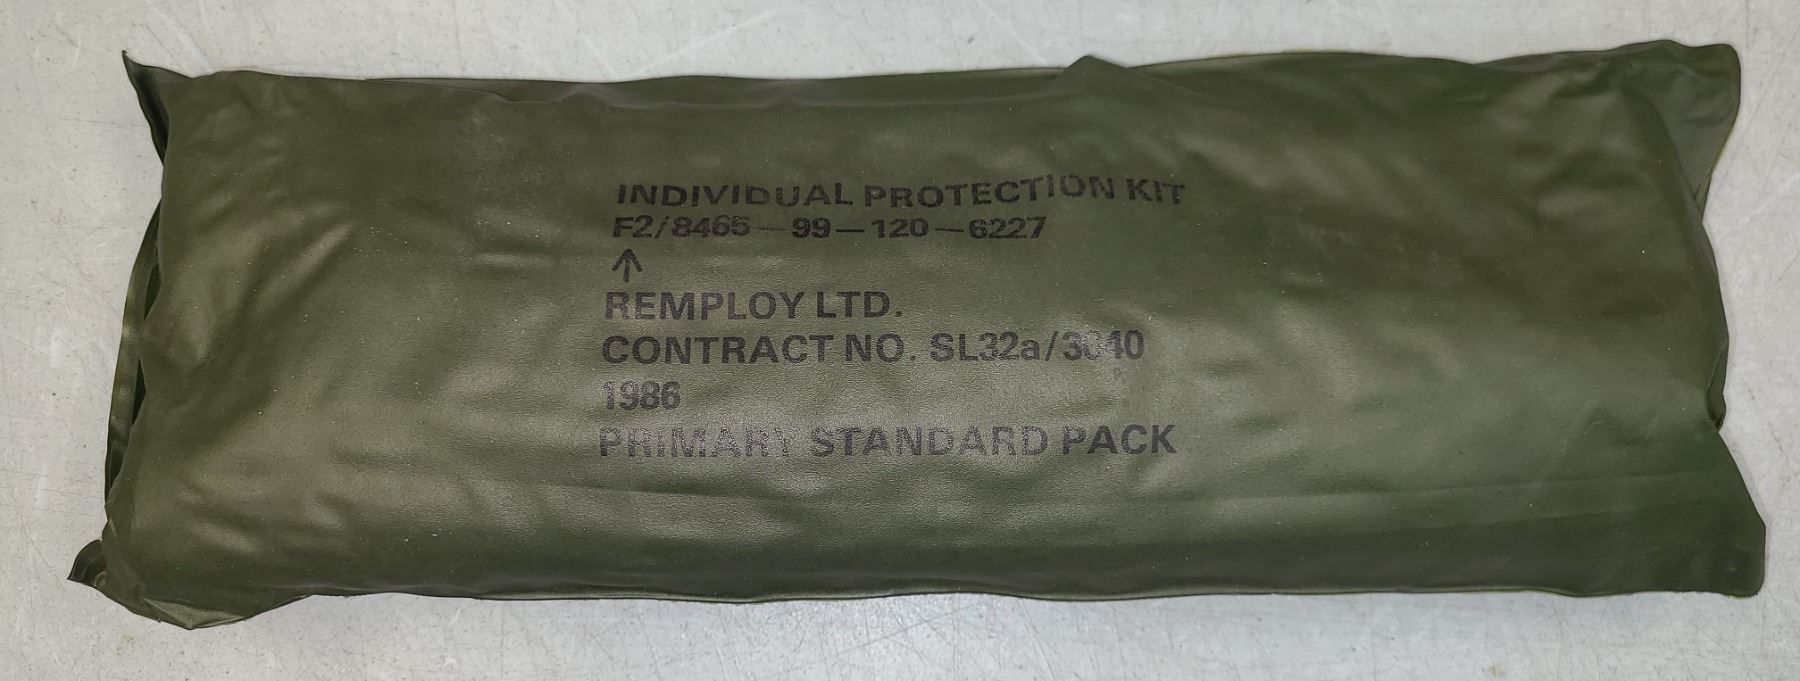 INDIVIDUAL PROTECTION KIT
F2/8465—99—120—6227
↑
REMPLOY LTD.
CONTRACT NO. SL32a/3040
1986
PRIMARY STANDARD PACK